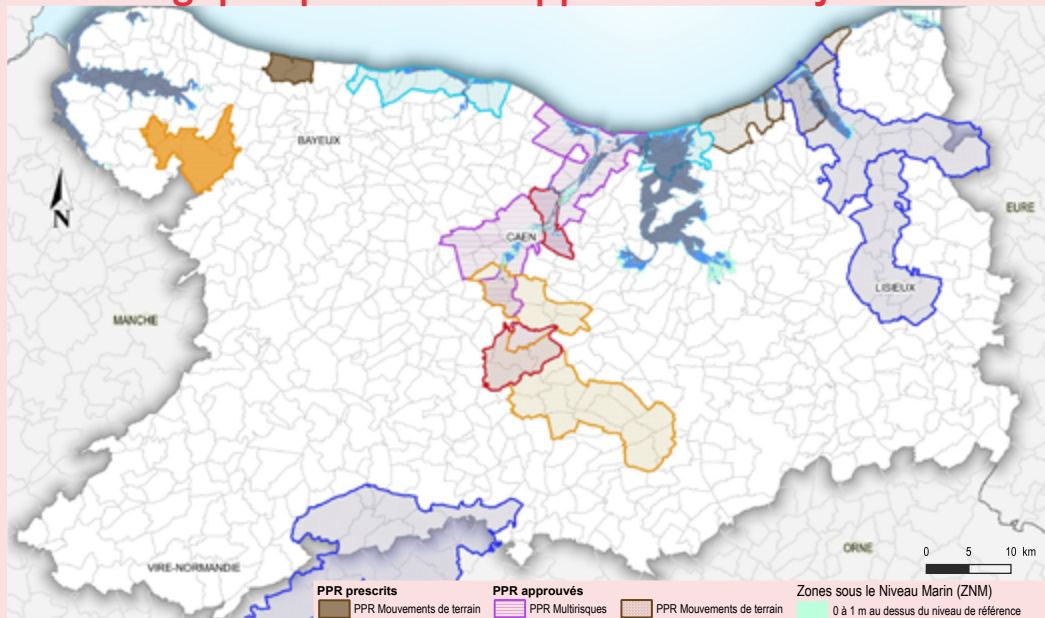 BAYEUX
CAEN
EURE
LISIEUX
MANCHE
N
ORNE
VIRE-NORMANDIE
0 5 10 km
PPR prescrits
PPR Mouvements de terrain
PPR approuvés
PPR Multirisques
PPR Mouvements de terrain
Zones sous le Niveau Marin (ZNM)
0 à 1 m au dessus du niveau de référence